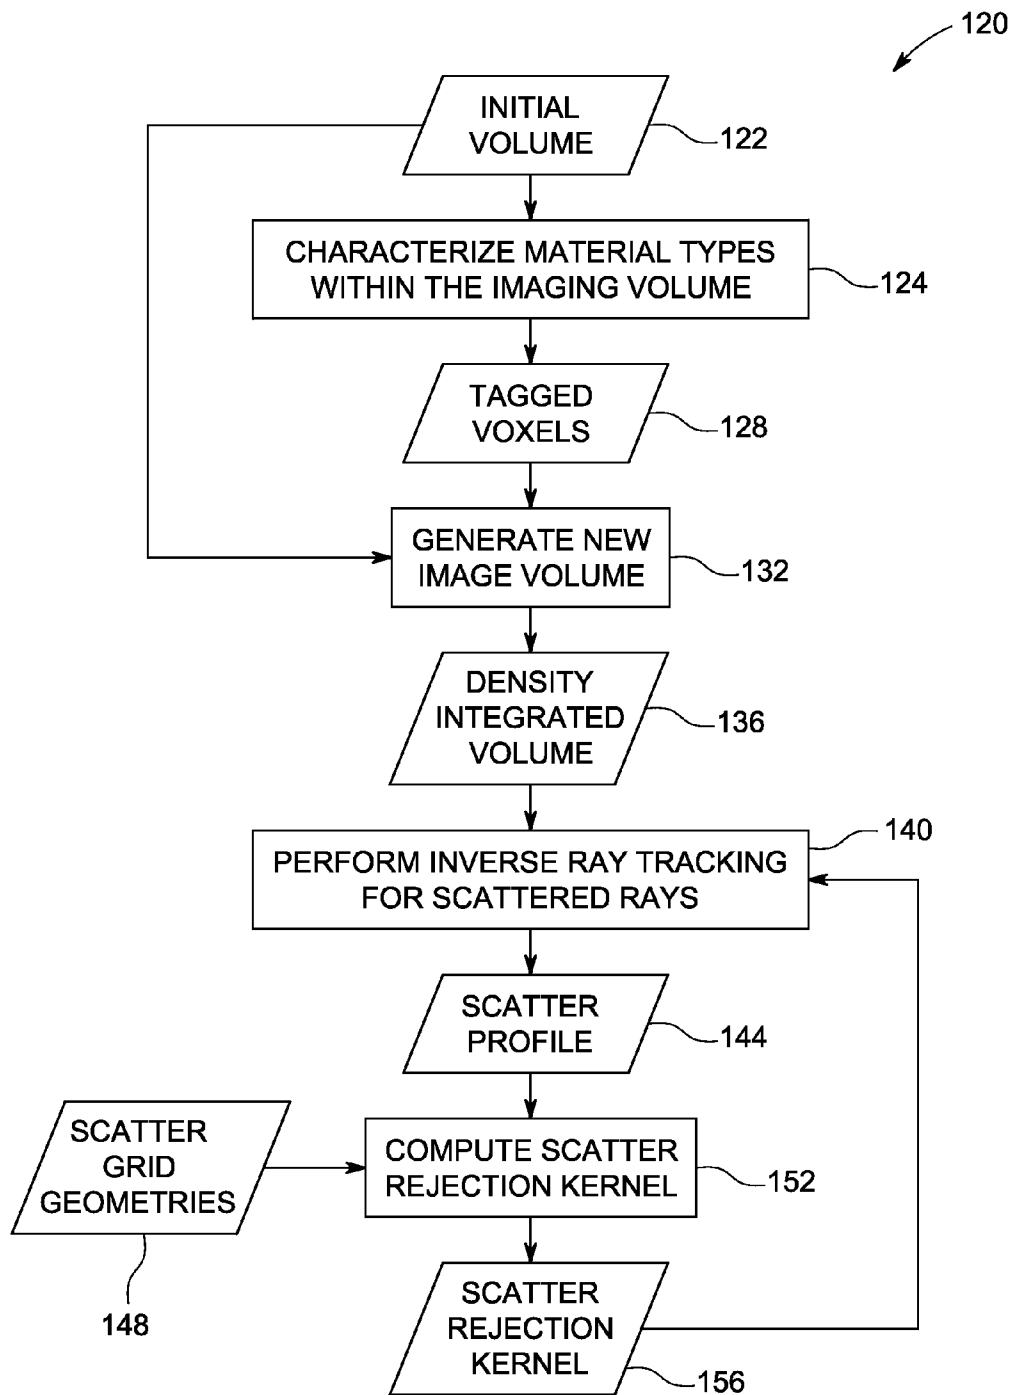 120
INITIAL
VOLUME
122
CHARACTERIZE MATERIAL TYPES
WITHIN THE IMAGING VOLUME
124
TAGGED
VOXELS
128
GENERATE NEW
IMAGE VOLUME
132
DENSITY
INTEGRATED
VOLUME
136
140
PERFORM INVERSE RAY TRACKING
FOR SCATTERED RAYS
SCATTER
PROFILE
144
SCATTER
GRID
GEOMETRIES
148
COMPUTE SCATTER
REJECTION KERNEL
152
SCATTER
REJECTION
KERNEL
156